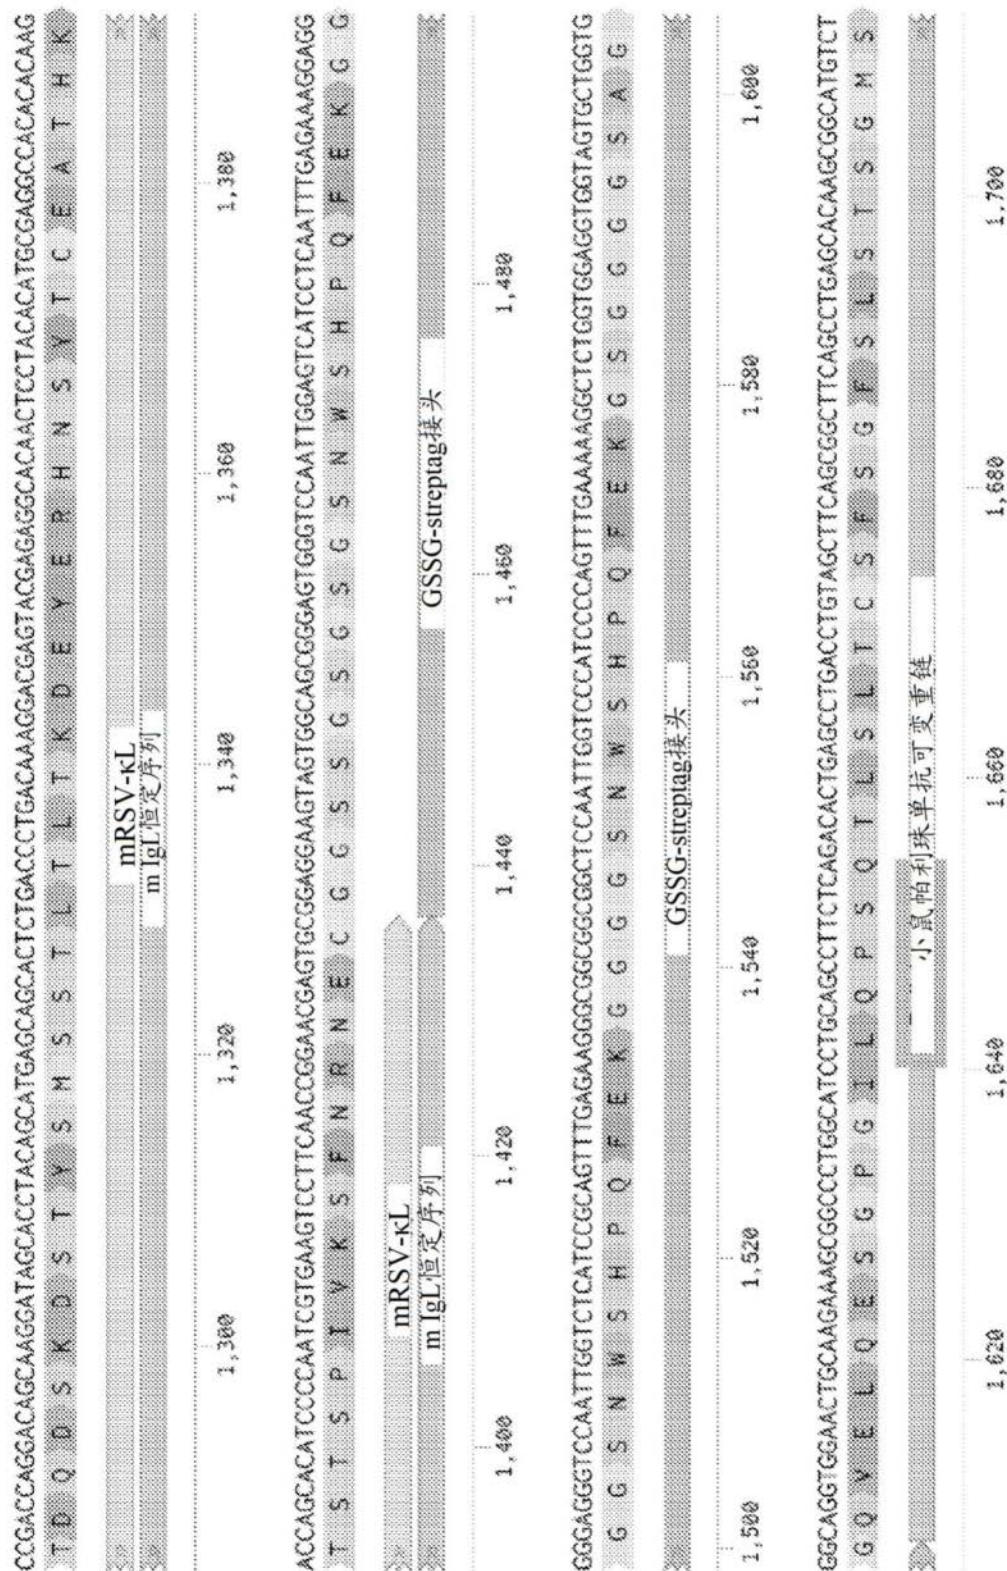 CCGACCAGGACAGCAAGGATAGCACCTACAGCATGAGCAGCACTCTGACCCTGACAAAGGACGAGTACGAGAGGCACAACTCCTACACATGCGAGGCCACACACAAG
T D Q D S K D S T Y S M S S T L T L T K D E Y E R H N S Y T C E A T H K
mRSV-κL
m IgL恒定序列
1,300 1,320 1,340 1,360 1,380
ACCAGCACATCCCCAATCGTGAAGTCCTTCAACCGGAACGAGTGCGGAGGAAGTAGTGGCAGCGGGAGTGGGTCCAATTGGAGTCATCCTCAATTTGAGAAAGGAGG
T S T S P I V K S F N R N E C G G S S G S G S G S N W S H P Q F E K G G
mRSV-κL
m IgL恒定序列 GSSG-streptag接头
1,400 1,420 1,440 1,460 1,480
GGGAGGGTCCAATTGGTCTCATCCGCAGTTTGAGAAGGGCGGCGGCGGCTCCAATTGGTCCCATCCCCAGTTTGAAAAAGGCTCTGGTGGAGGTGGTAGTGCTGGTG
G G S N W S H P Q F E K G G G G S N W S H P Q F E K G S G G G G S A G
GSSG-streptag接头
1,500 1,520 1,540 1,560 1,580 1,600
GGCAGGTGGAACTGCAAGAAAGCGGCCCTGGCATCCTGCAGCCTTCTCAGACACTGAGCCTGACCTGTAGCTTCAGCGGCTTCAGCCTGAGCACAAGCGGCATGTCT
G Q V E L Q E S G P G I L Q P S Q T L S L T C S F S G F S L S T S G M S
小鼠帕利珠单抗可变重链
1,620 1,640 1,660 1,680 1,700